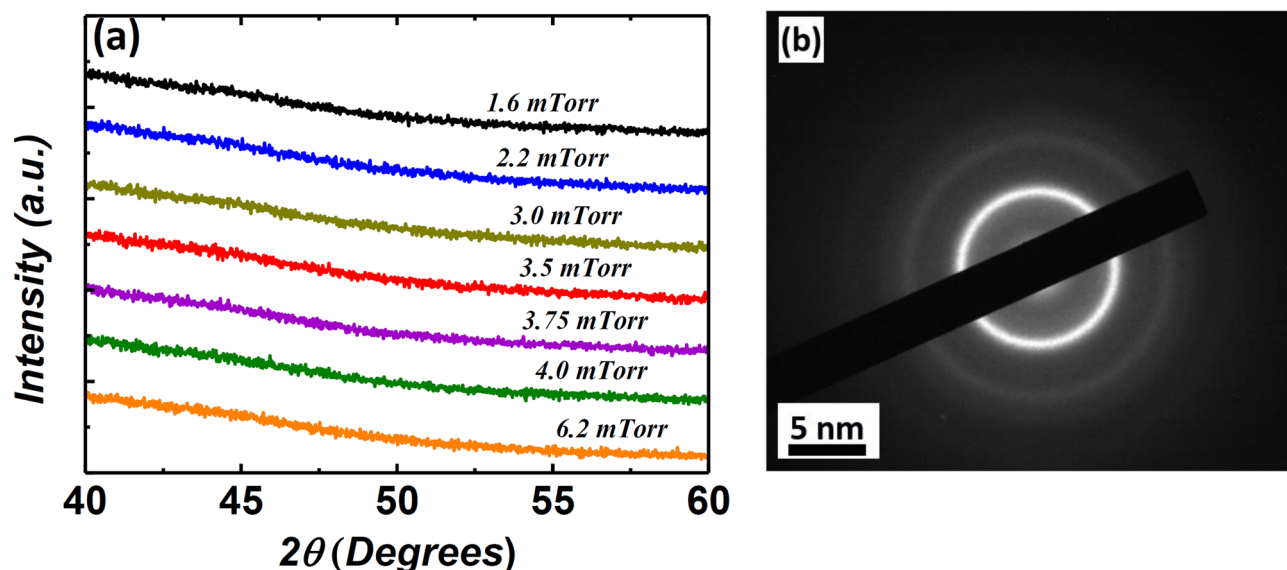 (a)
1.6 mTorr
2.2 mTorr
3.0 mTorr
3.5 mTorr
3.75 mTorr
4.0 mTorr
6.2 mTorr
Intensity (a.u.)
40 45 50 55 60
2θ (Degrees)
(b)
5 nm